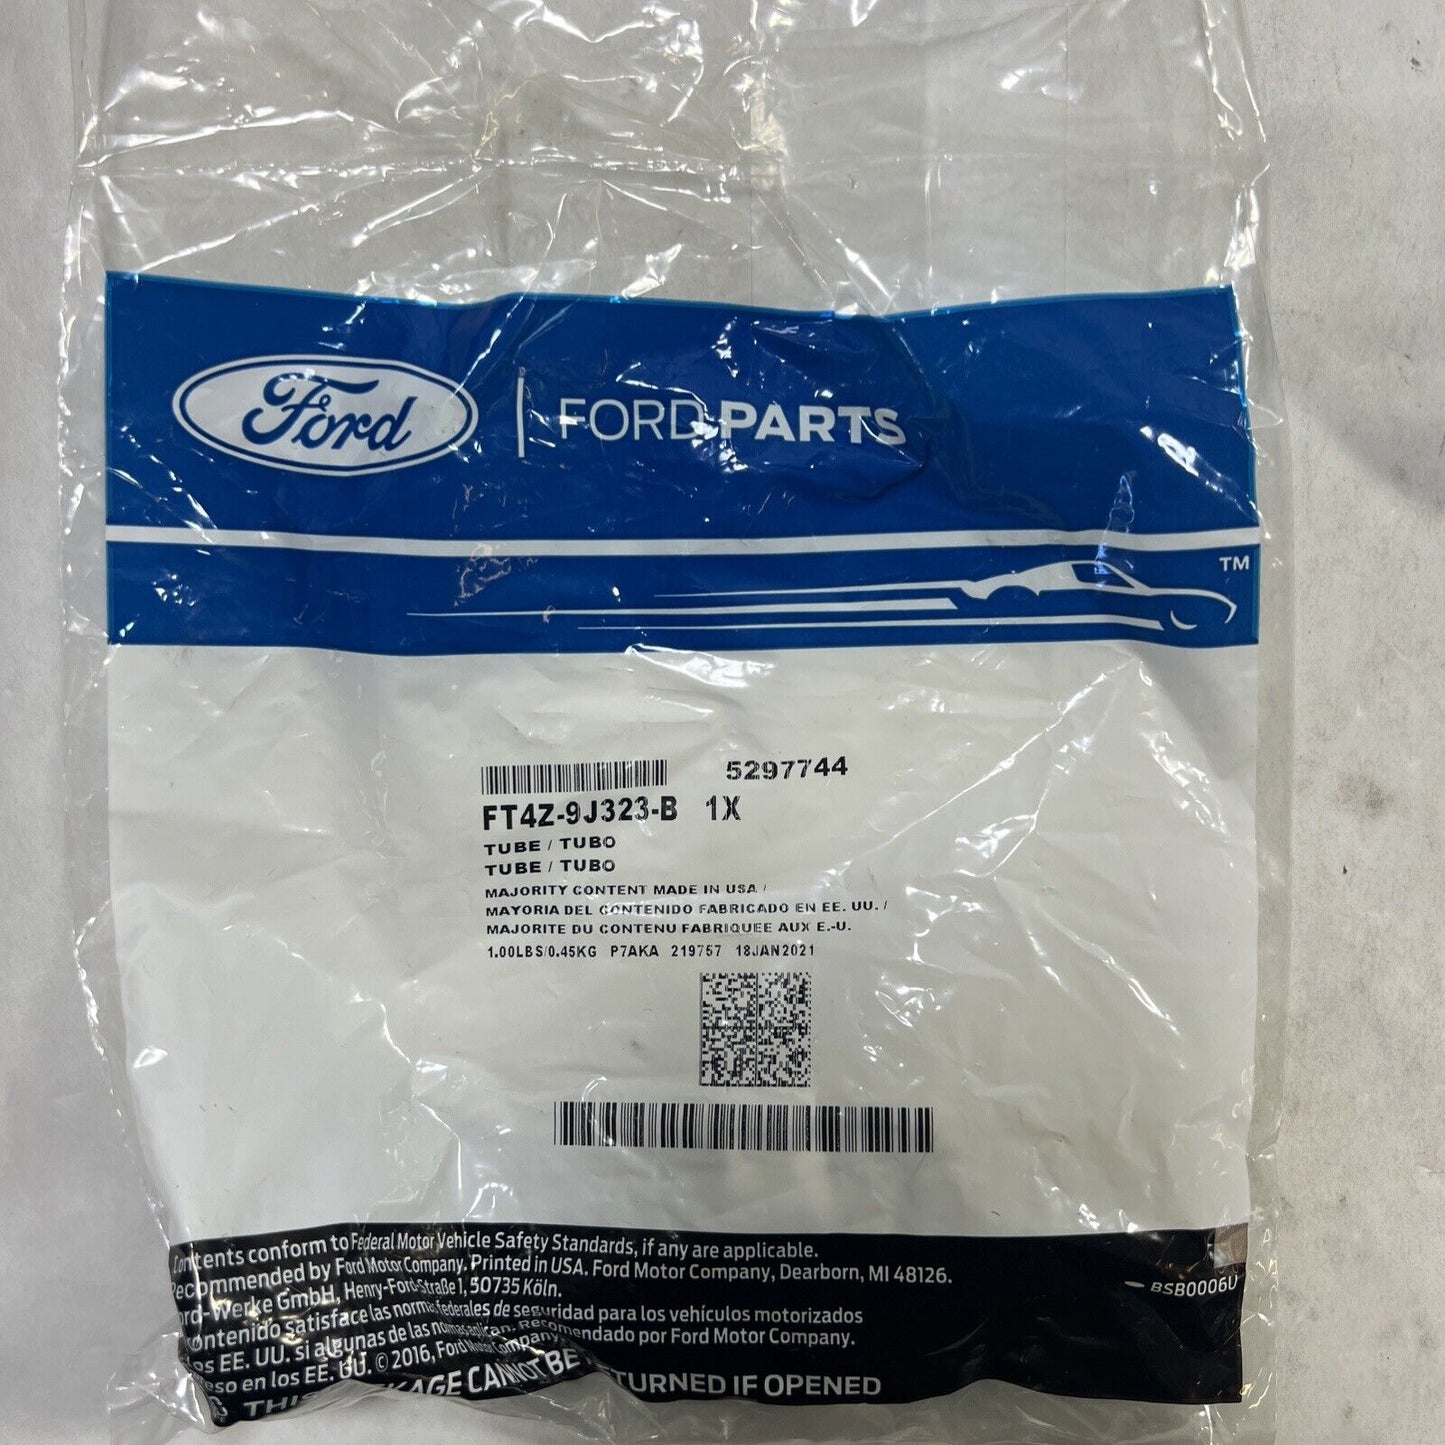 Ford | FORD PARTS
TM
5297744
FT4Z-9J323-B 1X
TUBE / TUBO
TUBE / TUBO
MAJORITY CONTENT MADE IN USA /
MAYORIA DEL CONTENIDO FABRICADO EN EE. UU. /
MAJORITE DU CONTENU FABRIQUEE AUX E.-U.
1.00LBS/0.45KG P7AKA 219757 18JAN2021
contents conform to Federal Motor Vehicle Safety Standards, if any are applicable.
Recommended by Ford Motor Company. Printed in USA. Ford Motor Company, Dearborn, MI 48126.
Ford-Werke GmbH, Henry-Ford-Straße 1, 50735 Köln.
contenido satisface las normas federales de seguridad para los vehículos motorizados
los EE. UU. si algunas de las normas aplican. Recomendado por Ford Motor Company.
eso en los EE. UU. © 2016, Ford Motor Company
THIS PACKAGE CANNOT BE RETURNED IF OPENED
BSB0006U